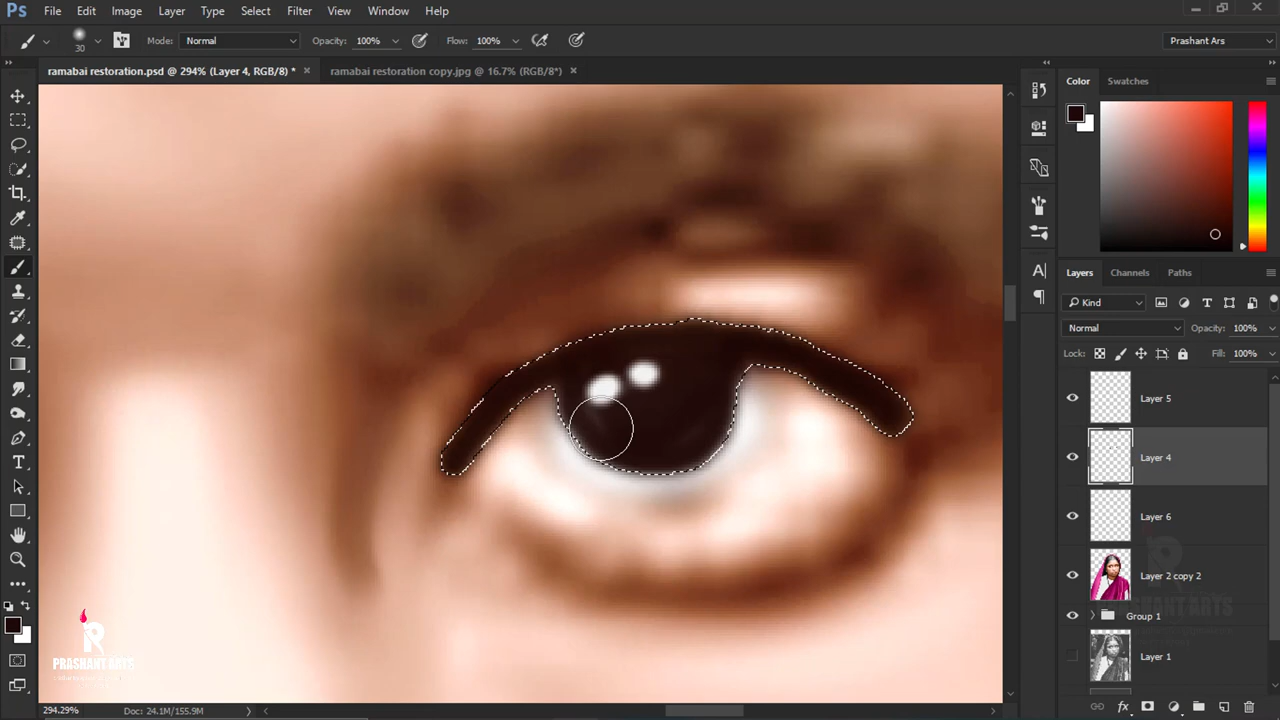 Ps File Edit Image Layer Type Select Filter View Window Help
30 Mode: Normal Opacity: 100% Flow: 100% Prashant Ars
ramabai restoration.psd @ 294% (Layer 4, RGB/8) * ramabai restoration copy.jpg @ 16.7% (RGB/8*)
Color Swatches
Layers Channels Paths
Kind
Normal Opacity: 100%
Lock: Fill: 100%
Layer 5
Layer 4
Layer 6
Layer 2 copy 2
PRASHANT ARTS
Group 1
Layer 1
PRASHANT ARTS
294.29% Doc: 24.1M/155.9M